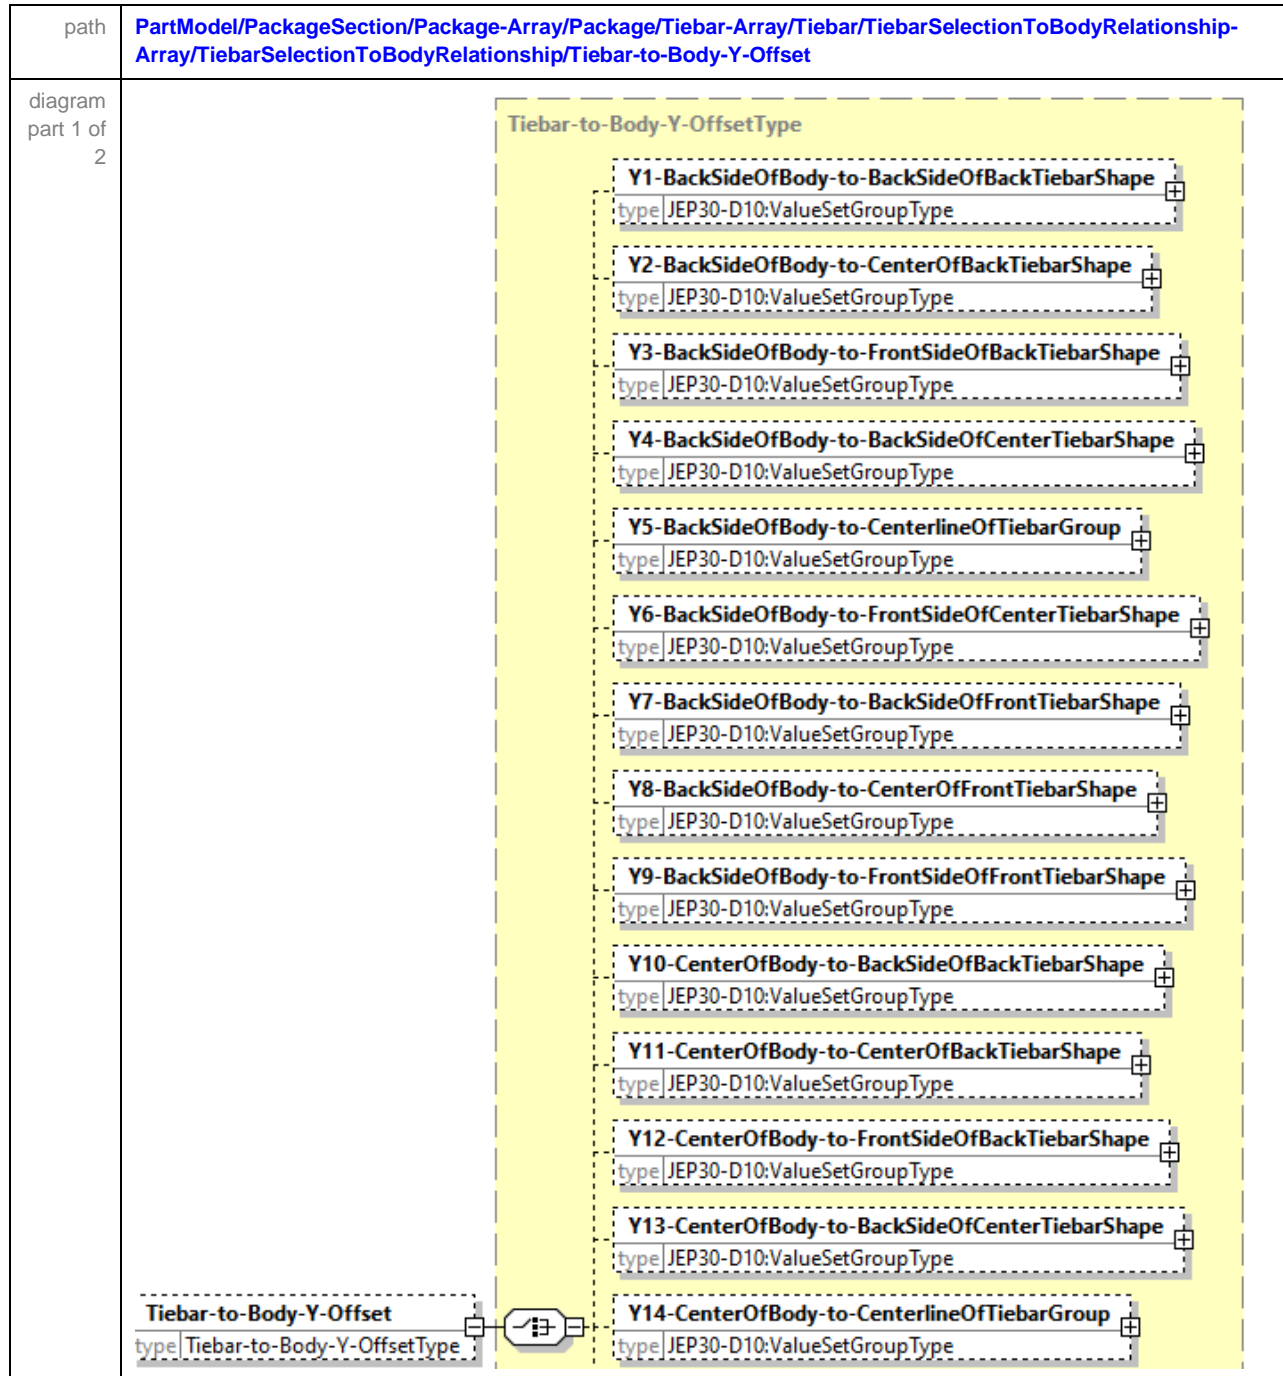 path
PartModel/PackageSection/Package-Array/Package/Tiebar-Array/Tiebar/TiebarSelectionToBodyRelationship-
Array/TiebarSelectionToBodyRelationship/Tiebar-to-Body-Y-Offset
diagram
part 1 of
2
Tiebar-to-Body-Y-OffsetType
Y1-BackSideOfBody-to-BackSideOfBackTiebarShape
type JEP30-D10:ValueSetGroupType
Y2-BackSideOfBody-to-CenterOfBackTiebarShape
type JEP30-D10:ValueSetGroupType
Y3-BackSideOfBody-to-FrontSideOfBackTiebarShape
type JEP30-D10:ValueSetGroupType
Y4-BackSideOfBody-to-BackSideOfCenterTiebarShape
type JEP30-D10:ValueSetGroupType
Y5-BackSideOfBody-to-CenterlineOfTiebarGroup
type JEP30-D10:ValueSetGroupType
Y6-BackSideOfBody-to-FrontSideOfCenterTiebarShape
type JEP30-D10:ValueSetGroupType
Y7-BackSideOfBody-to-BackSideOfFrontTiebarShape
type JEP30-D10:ValueSetGroupType
Y8-BackSideOfBody-to-CenterOfFrontTiebarShape
type JEP30-D10:ValueSetGroupType
Y9-BackSideOfBody-to-FrontSideOfFrontTiebarShape
type JEP30-D10:ValueSetGroupType
Y10-CenterOfBody-to-BackSideOfBackTiebarShape
type JEP30-D10:ValueSetGroupType
Y11-CenterOfBody-to-CenterOfBackTiebarShape
type JEP30-D10:ValueSetGroupType
Y12-CenterOfBody-to-FrontSideOfBackTiebarShape
type JEP30-D10:ValueSetGroupType
Y13-CenterOfBody-to-BackSideOfCenterTiebarShape
type JEP30-D10:ValueSetGroupType
Tiebar-to-Body-Y-Offset
type Tiebar-to-Body-Y-OffsetType
Y14-CenterOfBody-to-CenterlineOfTiebarGroup
type JEP30-D10:ValueSetGroupType